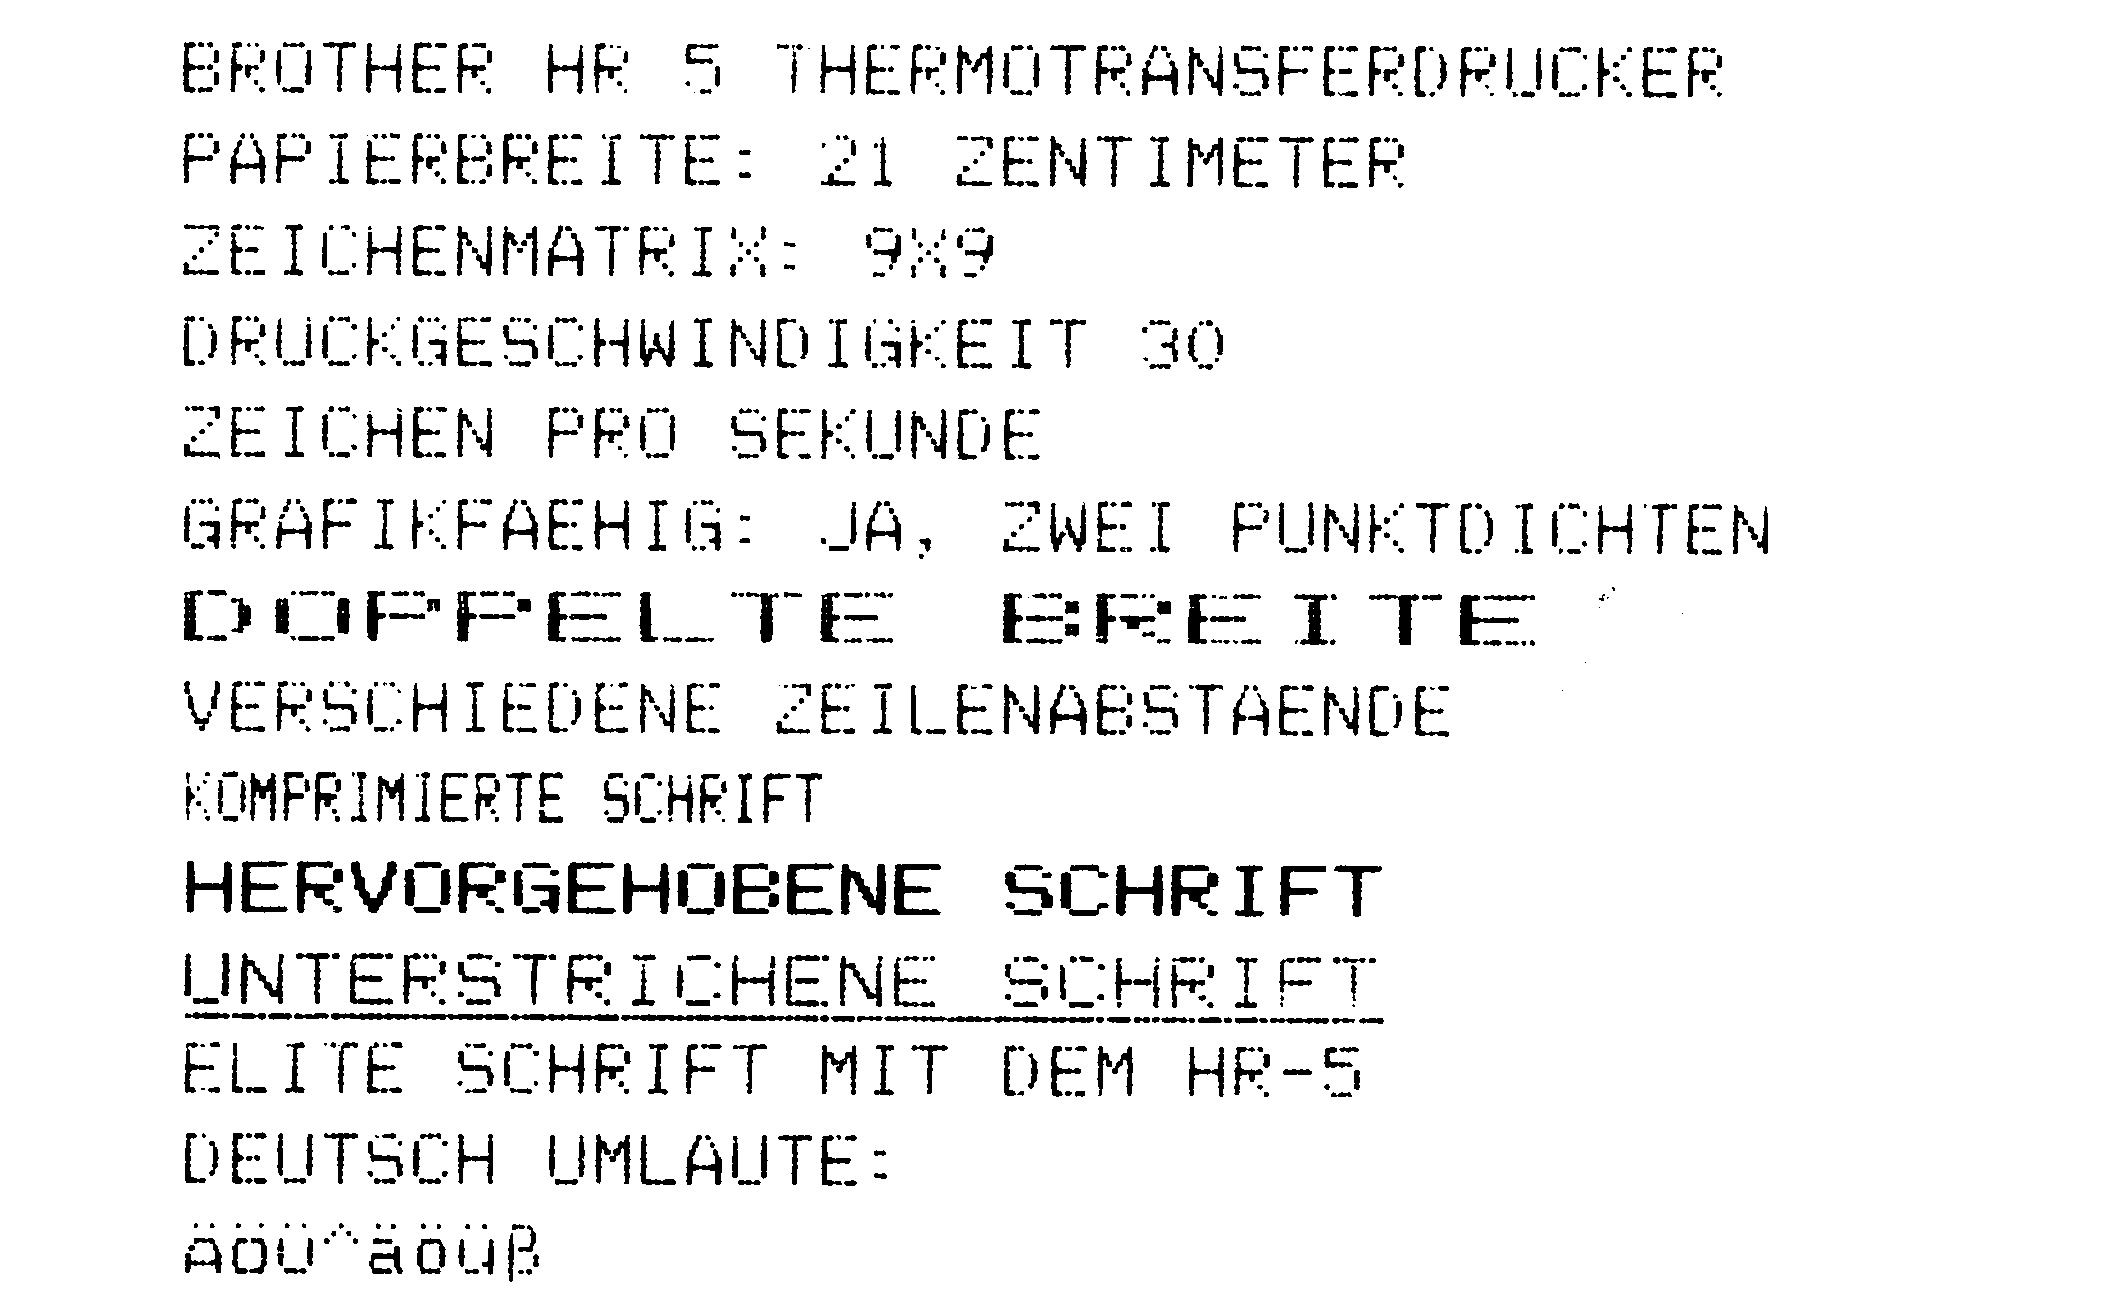 BROTHER HR 5 THERMOTRANSFERDRUCKER
PAPIERBREITE: 21 ZENTIMETER
ZEICHENMATRIX: 9X9
DRUCKGESCHWINDIGKEIT 30
ZEICHEN PRO SEKUNDE
GRAFIKFAEHIG: JA, ZWEI PUNKTDICHTEN
DOPPELTE BREITE
VERSCHIEDENE ZEILENABSTAENDE
KOMPRIMIERTE SCHRIFT
HERVORGEHOBENE SCHRIFT
UNTERSTRICHENE SCHRIFT
ELITE SCHRIFT MIT DEM HR-5
DEUTSCH UMLAUTE:
ÄÖÜ^äöüß